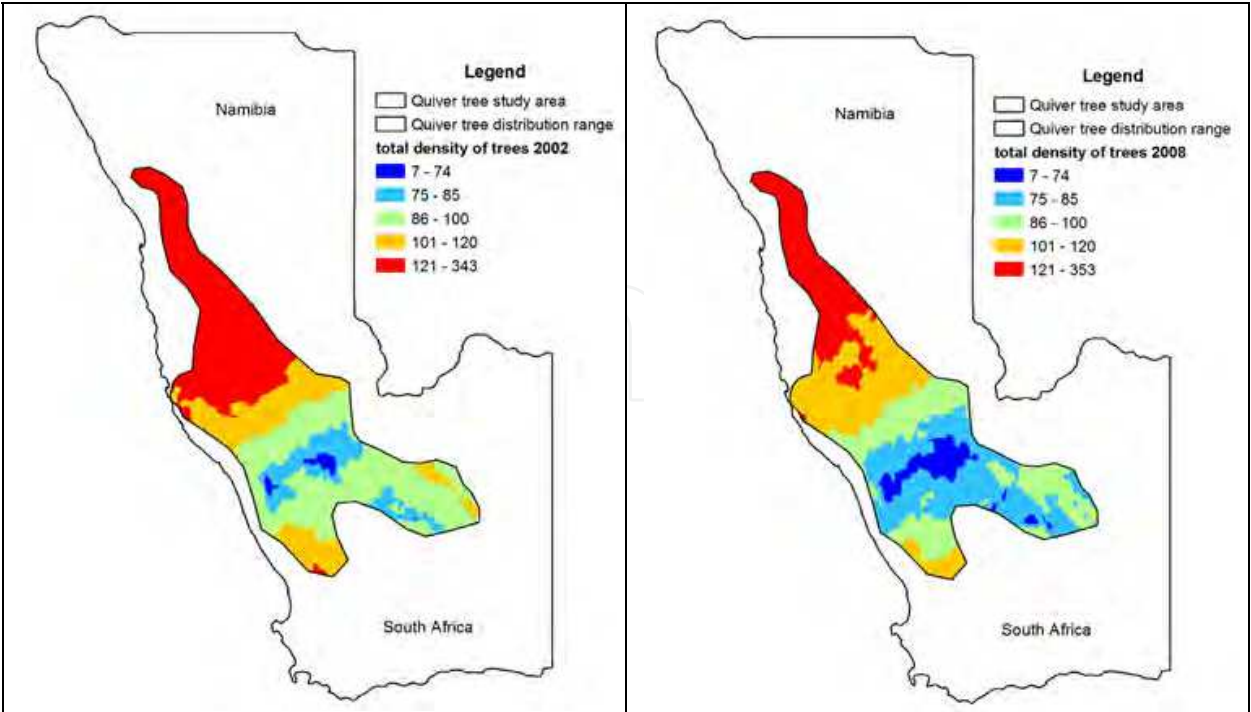 Legend
Quiver tree study area
Quiver tree distribution range
total density of trees 2002
7 - 74
75 - 85
86 - 100
101 - 120
121 - 343
Namibia
South Africa
Legend
Quiver tree study area
Quiver tree distribution range
total density of trees 2008
7 - 74
75 - 85
86 - 100
101 - 120
121 - 353
Namibia
South Africa